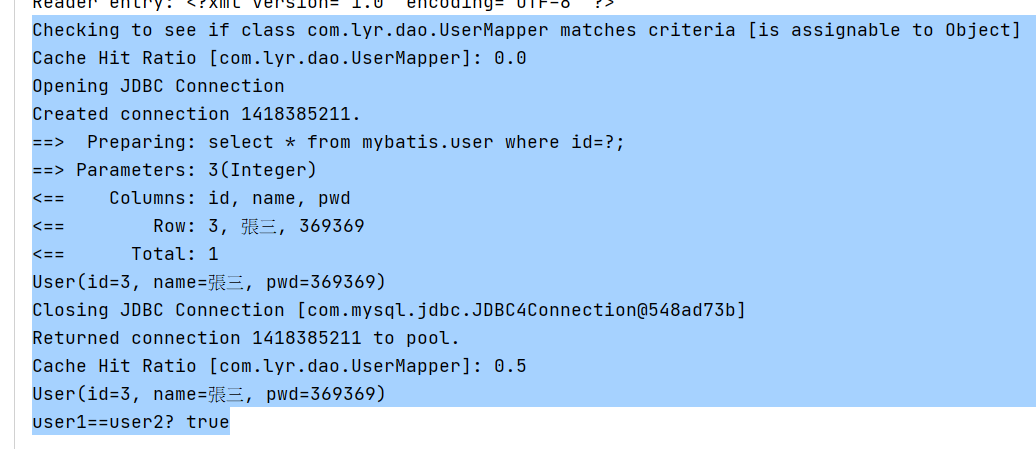 Reader entry: <?xml version="1.0" encoding="UTF-8" ?>
Checking to see if class com.lyr.dao.UserMapper matches criteria [is assignable to Object]
Cache Hit Ratio [com.lyr.dao.UserMapper]: 0.0
Opening JDBC Connection
Created connection 1418385211.
==>  Preparing: select * from mybatis.user where id=?;
==> Parameters: 3(Integer)
<==    Columns: id, name, pwd
<==        Row: 3, 張三, 369369
<==      Total: 1
User(id=3, name=張三, pwd=369369)
Closing JDBC Connection [com.mysql.jdbc.JDBC4Connection@548ad73b]
Returned connection 1418385211 to pool.
Cache Hit Ratio [com.lyr.dao.UserMapper]: 0.5
User(id=3, name=張三, pwd=369369)
user1==user2? true